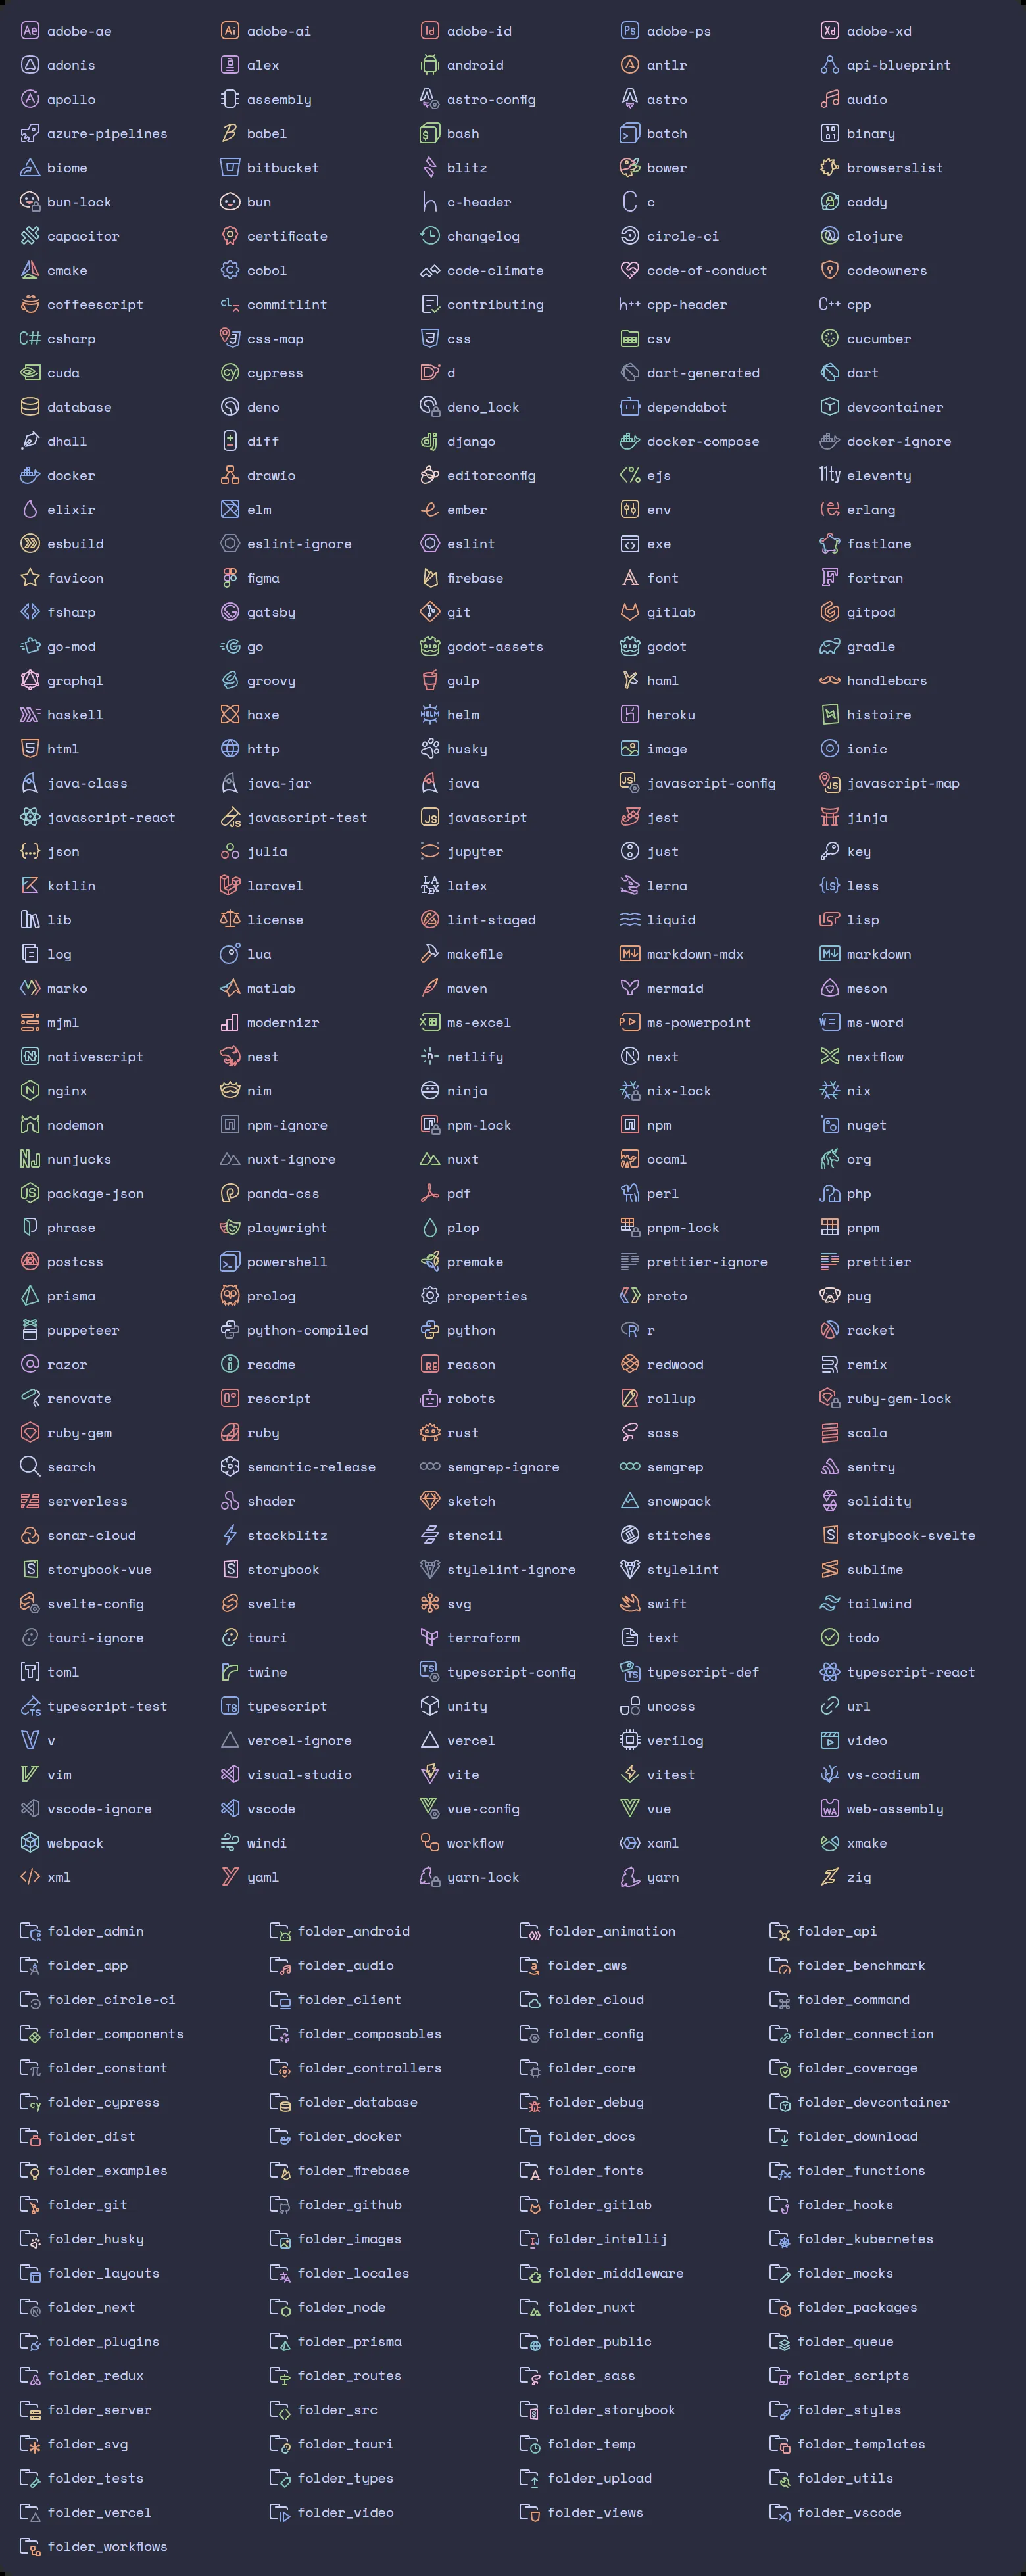 adobe-ae adobe-ai adobe-id adobe-ps adobe-xd
adonis alex android antlr api-blueprint
apollo assembly astro-config astro audio
azure-pipelines babel bash batch binary
biome bitbucket blitz bower browserslist
bun-lock bun c-header c caddy
capacitor certificate changelog circle-ci clojure
cmake cobol code-climate code-of-conduct codeowners
coffeescript commitlint contributing cpp-header cpp
csharp css-map css csv cucumber
cuda cypress d dart-generated dart
database deno deno_lock dependabot devcontainer
dhall diff django docker-compose docker-ignore
docker drawio editorconfig ejs eleventy
elixir elm ember env erlang
esbuild eslint-ignore eslint exe fastlane
favicon figma firebase font fortran
fsharp gatsby git gitlab gitpod
go-mod go godot-assets godot gradle
graphql groovy gulp haml handlebars
haskell haxe helm heroku histoire
html http husky image ionic
java-class java-jar java javascript-config javascript-map
javascript-react javascript-test javascript jest jinja
json julia jupyter just key
kotlin laravel latex lerna less
lib license lint-staged liquid lisp
log lua makefile markdown-mdx markdown
marko matlab maven mermaid meson
mjml modernizr ms-excel ms-powerpoint ms-word
nativescript nest netlify next nextflow
nginx nim ninja nix-lock nix
nodemon npm-ignore npm-lock npm nuget
nunjucks nuxt-ignore nuxt ocaml org
package-json panda-css pdf perl php
phrase playwright plop pnpm-lock pnpm
postcss powershell premake prettier-ignore prettier
prisma prolog properties proto pug
puppeteer python-compiled python r racket
razor readme reason redwood remix
renovate rescript robots rollup ruby-gem-lock
ruby-gem ruby rust sass scala
search semantic-release semgrep-ignore semgrep sentry
serverless shader sketch snowpack solidity
sonar-cloud stackblitz stencil stitches storybook-svelte
storybook-vue storybook stylelint-ignore stylelint sublime
svelte-config svelte svg swift tailwind
tauri-ignore tauri terraform text todo
toml twine typescript-config typescript-def typescript-react
typescript-test typescript unity unocss url
v vercel-ignore vercel verilog video
vim visual-studio vite vitest vs-codium
vscode-ignore vscode vue-config vue web-assembly
webpack windi workflow xaml xmake
xml yaml yarn-lock yarn zig
folder_admin folder_android folder_animation folder_api
folder_app folder_audio folder_aws folder_benchmark
folder_circle-ci folder_client folder_cloud folder_command
folder_components folder_composables folder_config folder_connection
folder_constant folder_controllers folder_core folder_coverage
folder_cypress folder_database folder_debug folder_devcontainer
folder_dist folder_docker folder_docs folder_download
folder_examples folder_firebase folder_fonts folder_functions
folder_git folder_github folder_gitlab folder_hooks
folder_husky folder_images folder_intellij folder_kubernetes
folder_layouts folder_locales folder_middleware folder_mocks
folder_next folder_node folder_nuxt folder_packages
folder_plugins folder_prisma folder_public folder_queue
folder_redux folder_routes folder_sass folder_scripts
folder_server folder_src folder_storybook folder_styles
folder_svg folder_tauri folder_temp folder_templates
folder_tests folder_types folder_upload folder_utils
folder_vercel folder_video folder_views folder_vscode
folder_workflows